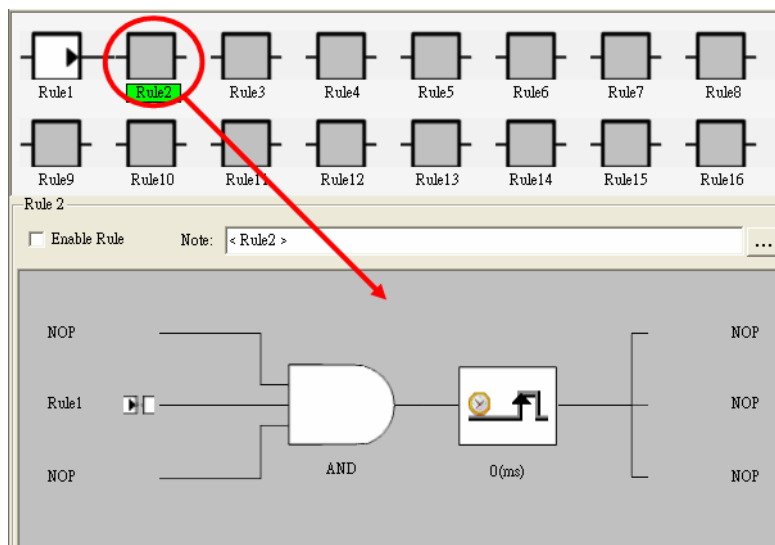 Rule1 Rule2 Rule3 Rule4 Rule5 Rule6 Rule7 Rule8
Rule9 Rule10 Rule11 Rule12 Rule13 Rule14 Rule15 Rule16
Rule 2
Enable Rule Note: < Rule2 > ...
NOP NOP
Rule1 NOP
AND 0(ms)
NOP NOP